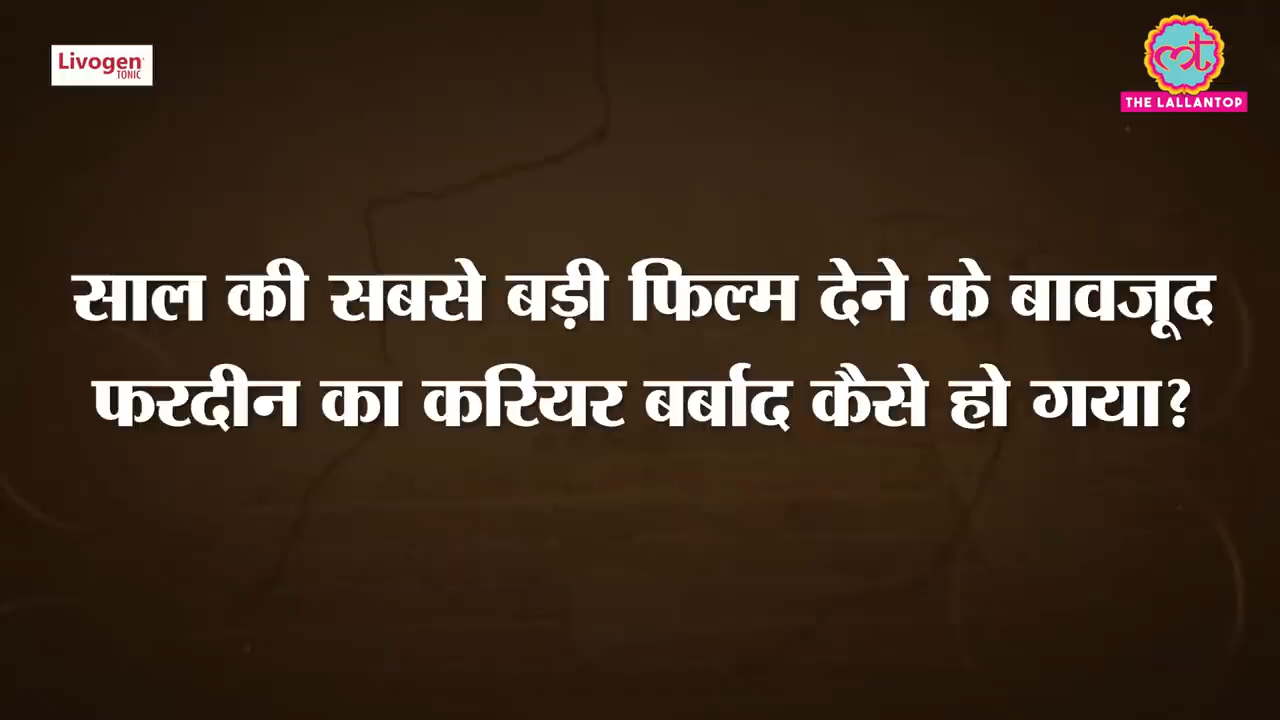 Livogen
TONIC
THE LALLANTOP
साल की सबसे बड़ी फिल्म देने के बावजूद
फरदीन का करियर बर्बाद कैसे हो गया?